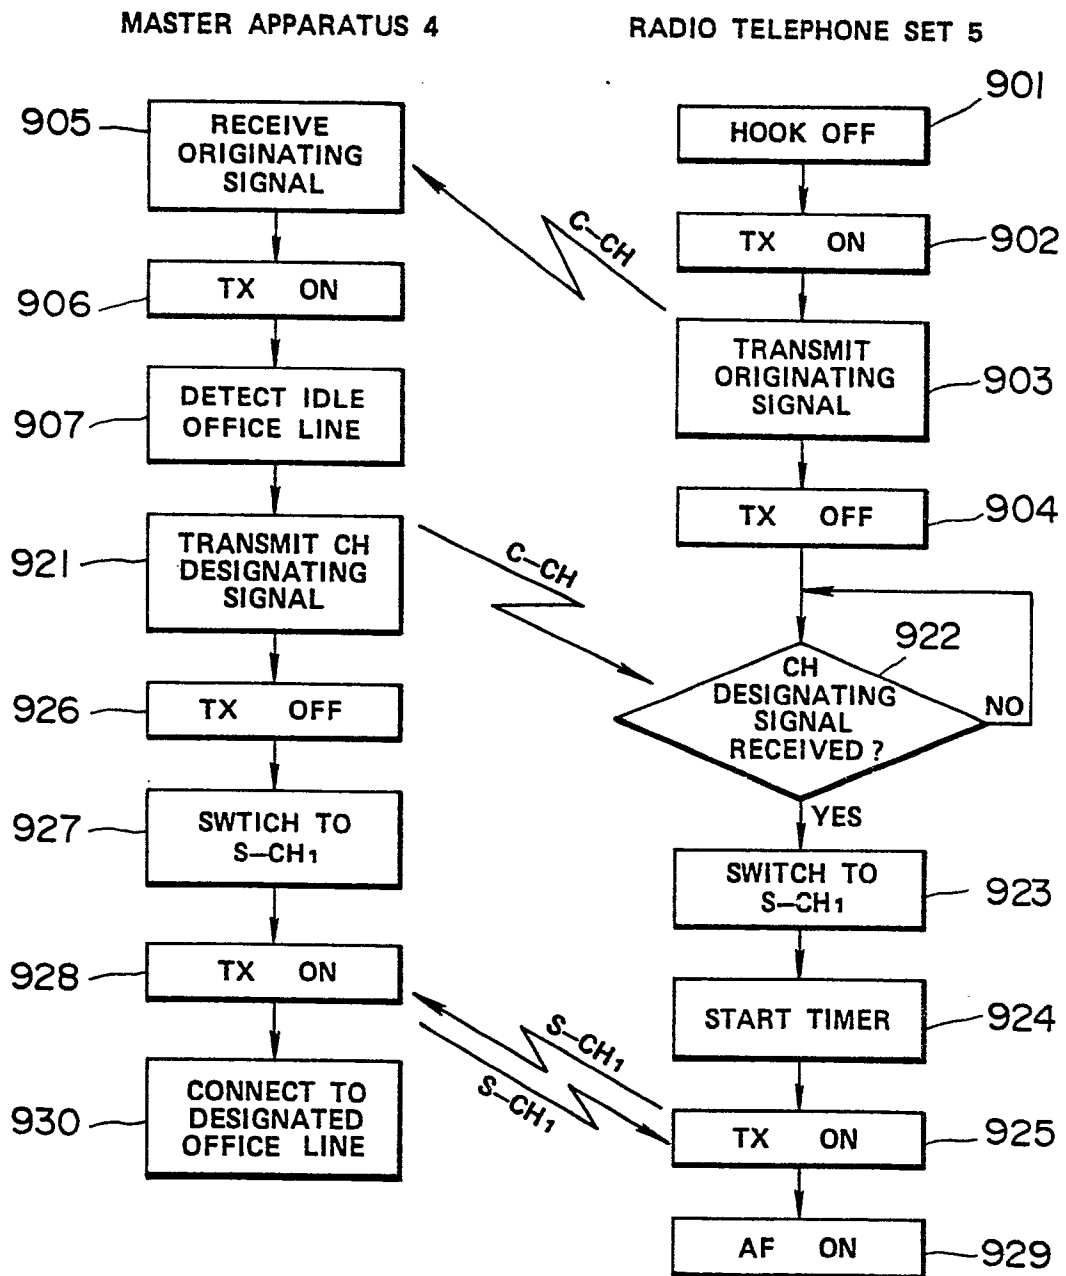 MASTER APPARATUS 4
RADIO TELEPHONE SET 5
905
RECEIVE
ORIGINATING
SIGNAL
906
TX ON
907
DETECT IDLE
OFFICE LINE
921
TRANSMIT CH
DESIGNATING
SIGNAL
926
TX OFF
927
SWTICH TO
S-CH1
928
TX ON
930
CONNECT TO
DESIGNATED
OFFICE LINE
C-CH
C-CH
S-CH1
S-CH1
901
HOOK OFF
902
TX ON
903
TRANSMIT
ORIGINATING
SIGNAL
904
TX OFF
922
CH
DESIGNATING
SIGNAL
RECEIVED?
NO
YES
923
SWITCH TO
S-CH1
924
START TIMER
925
TX ON
929
AF ON